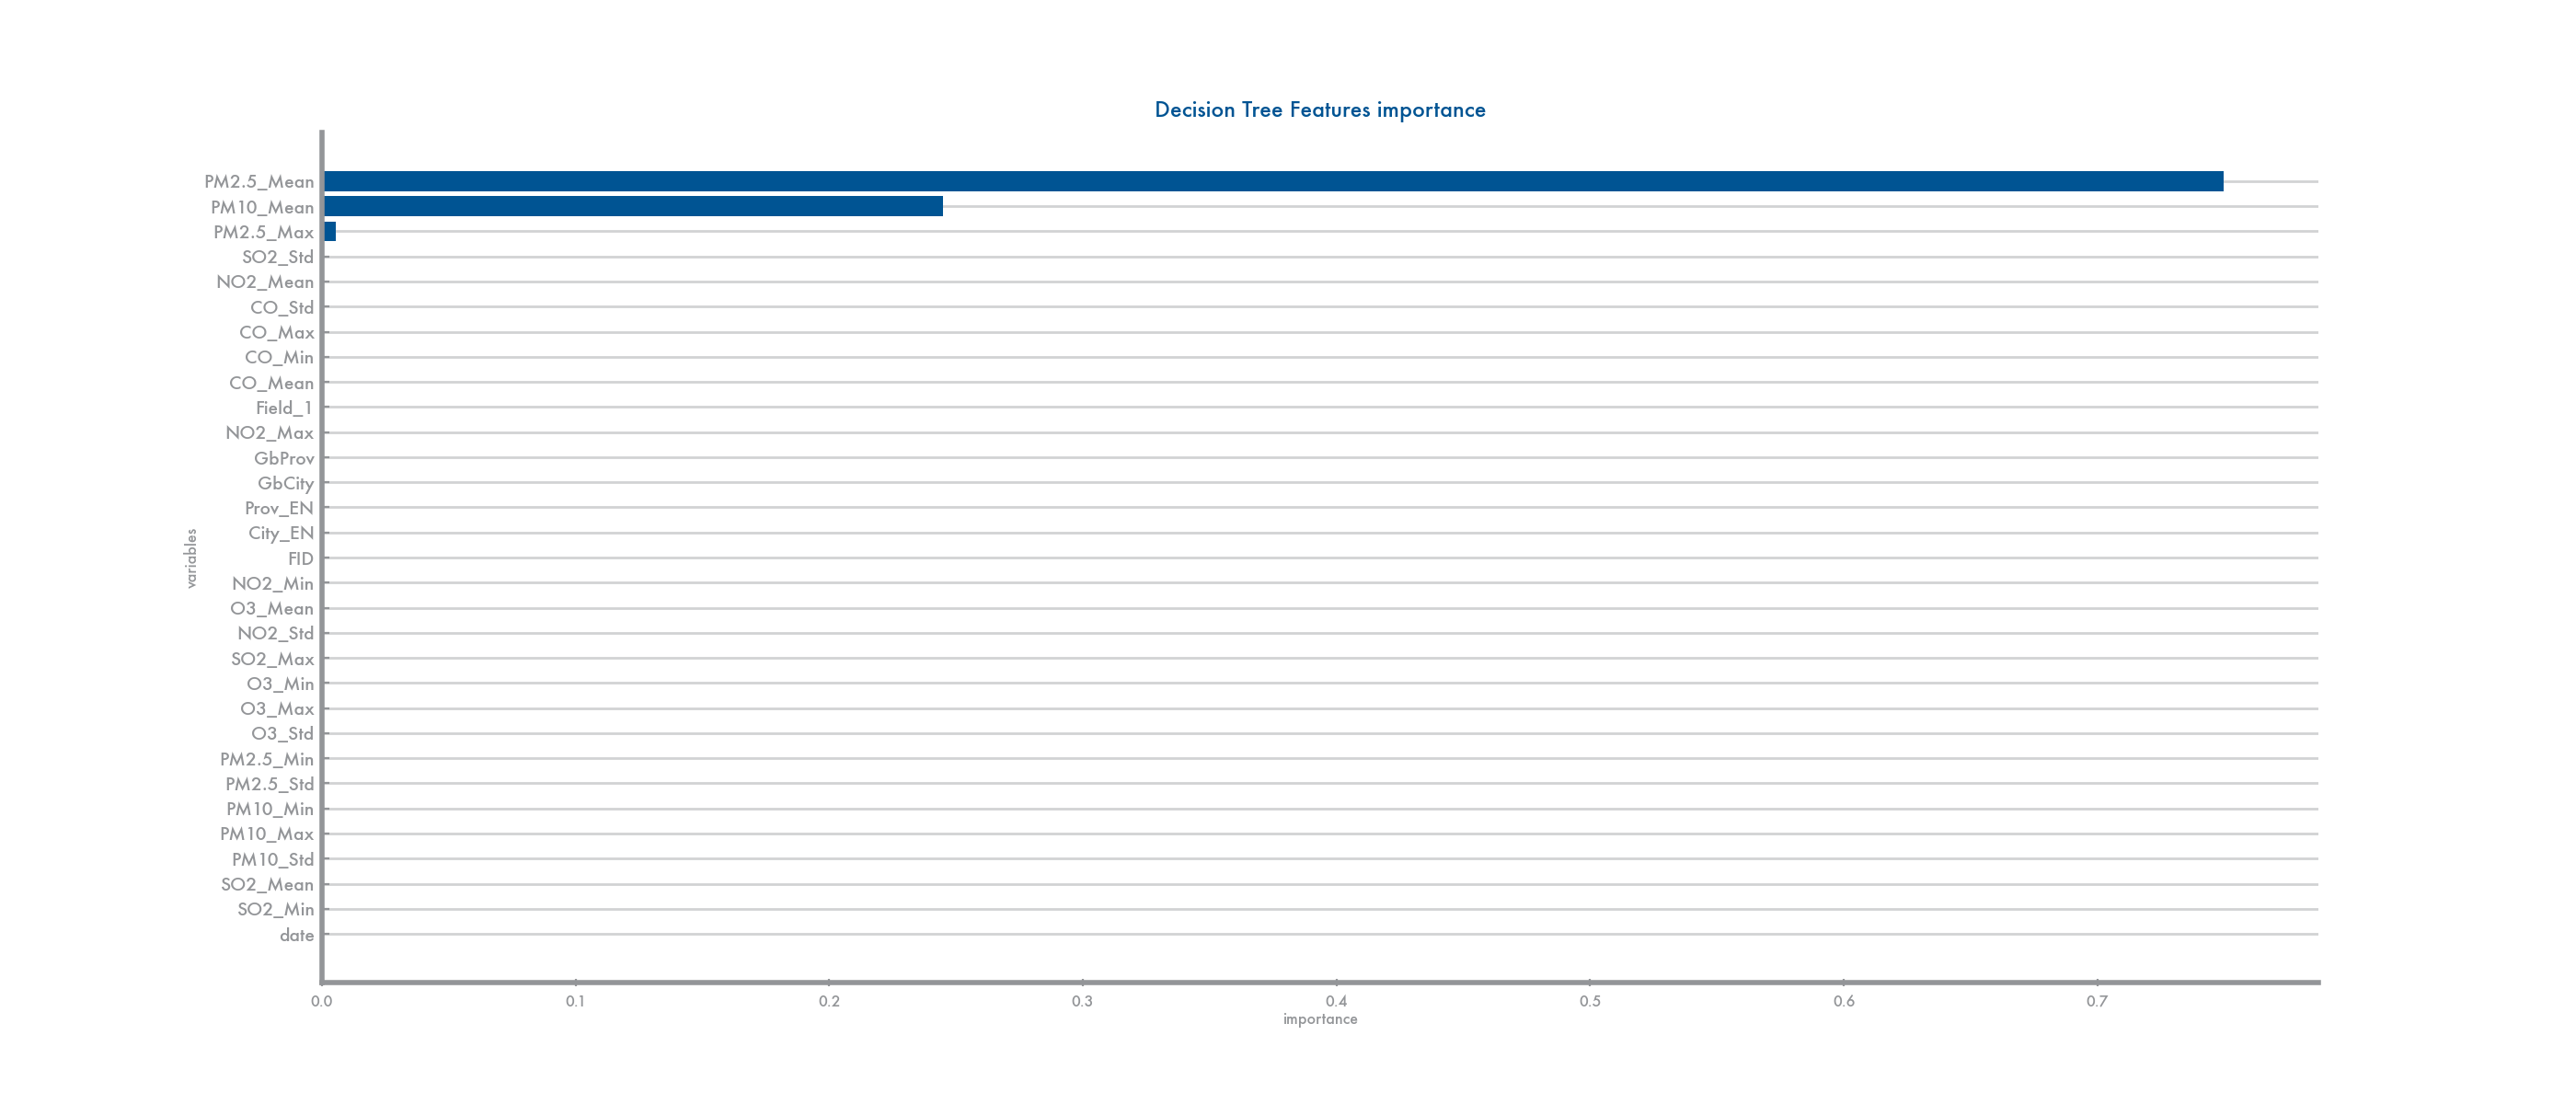 Decision Tree Features importance
PM2.5_Mean
PM10_Mean
PM2.5_Max
SO2_Std
NO2_Mean
CO_Std
CO_Max
CO_Min
CO_Mean
Field_1
NO2_Max
GbProv
GbCity
Prov_EN
City_EN
FID
NO2_Min
O3_Mean
NO2_Std
SO2_Max
O3_Min
O3_Max
O3_Std
PM2.5_Min
PM2.5_Std
PM10_Min
PM10_Max
PM10_Std
SO2_Mean
SO2_Min
date
variables
0.0 0.1 0.2 0.3 0.4 0.5 0.6 0.7
importance